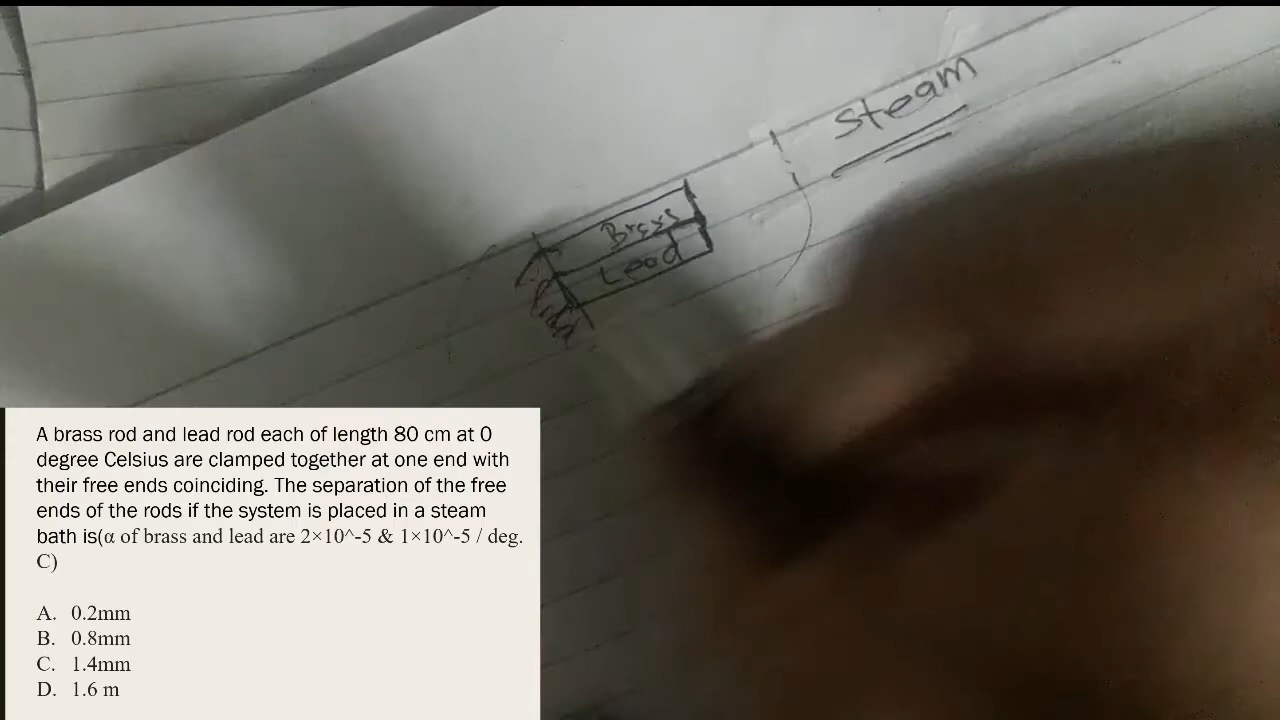 Steam
Brass
Lead
A brass rod and lead rod each of length 80 cm at 0
degree Celsius are clamped together at one end with
their free ends coinciding. The separation of the free
ends of the rods if the system is placed in a steam
bath is(α of brass and lead are 2×10^-5 & 1×10^-5 / deg.
C)
A. 0.2mm
B. 0.8mm
C. 1.4mm
D. 1.6 m